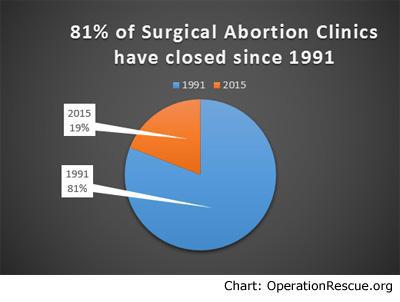 81% of Surgical Abortion Clinics
have closed since 1991
1991 2015
2015
19%
1991
81%
Chart: OperationRescue.org